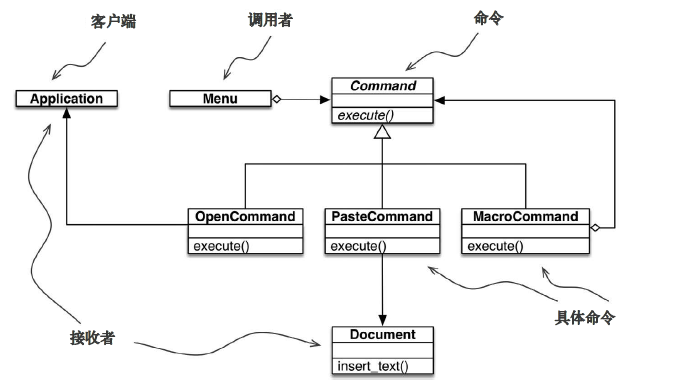 客户端
调用者
命令
Application
Menu
Command
execute()
OpenCommand
execute()
PasteCommand
execute()
MacroCommand
execute()
具体命令
接收者
Document
insert_text()